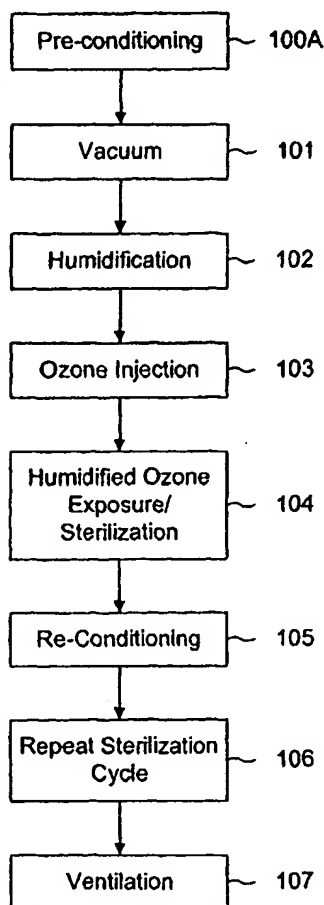 Pre-conditioning 100A
Vacuum 101
Humidification 102
Ozone Injection 103
Humidified Ozone
Exposure/
Sterilization
104
Re-Conditioning 105
Repeat Sterilization
Cycle
106
Ventilation 107